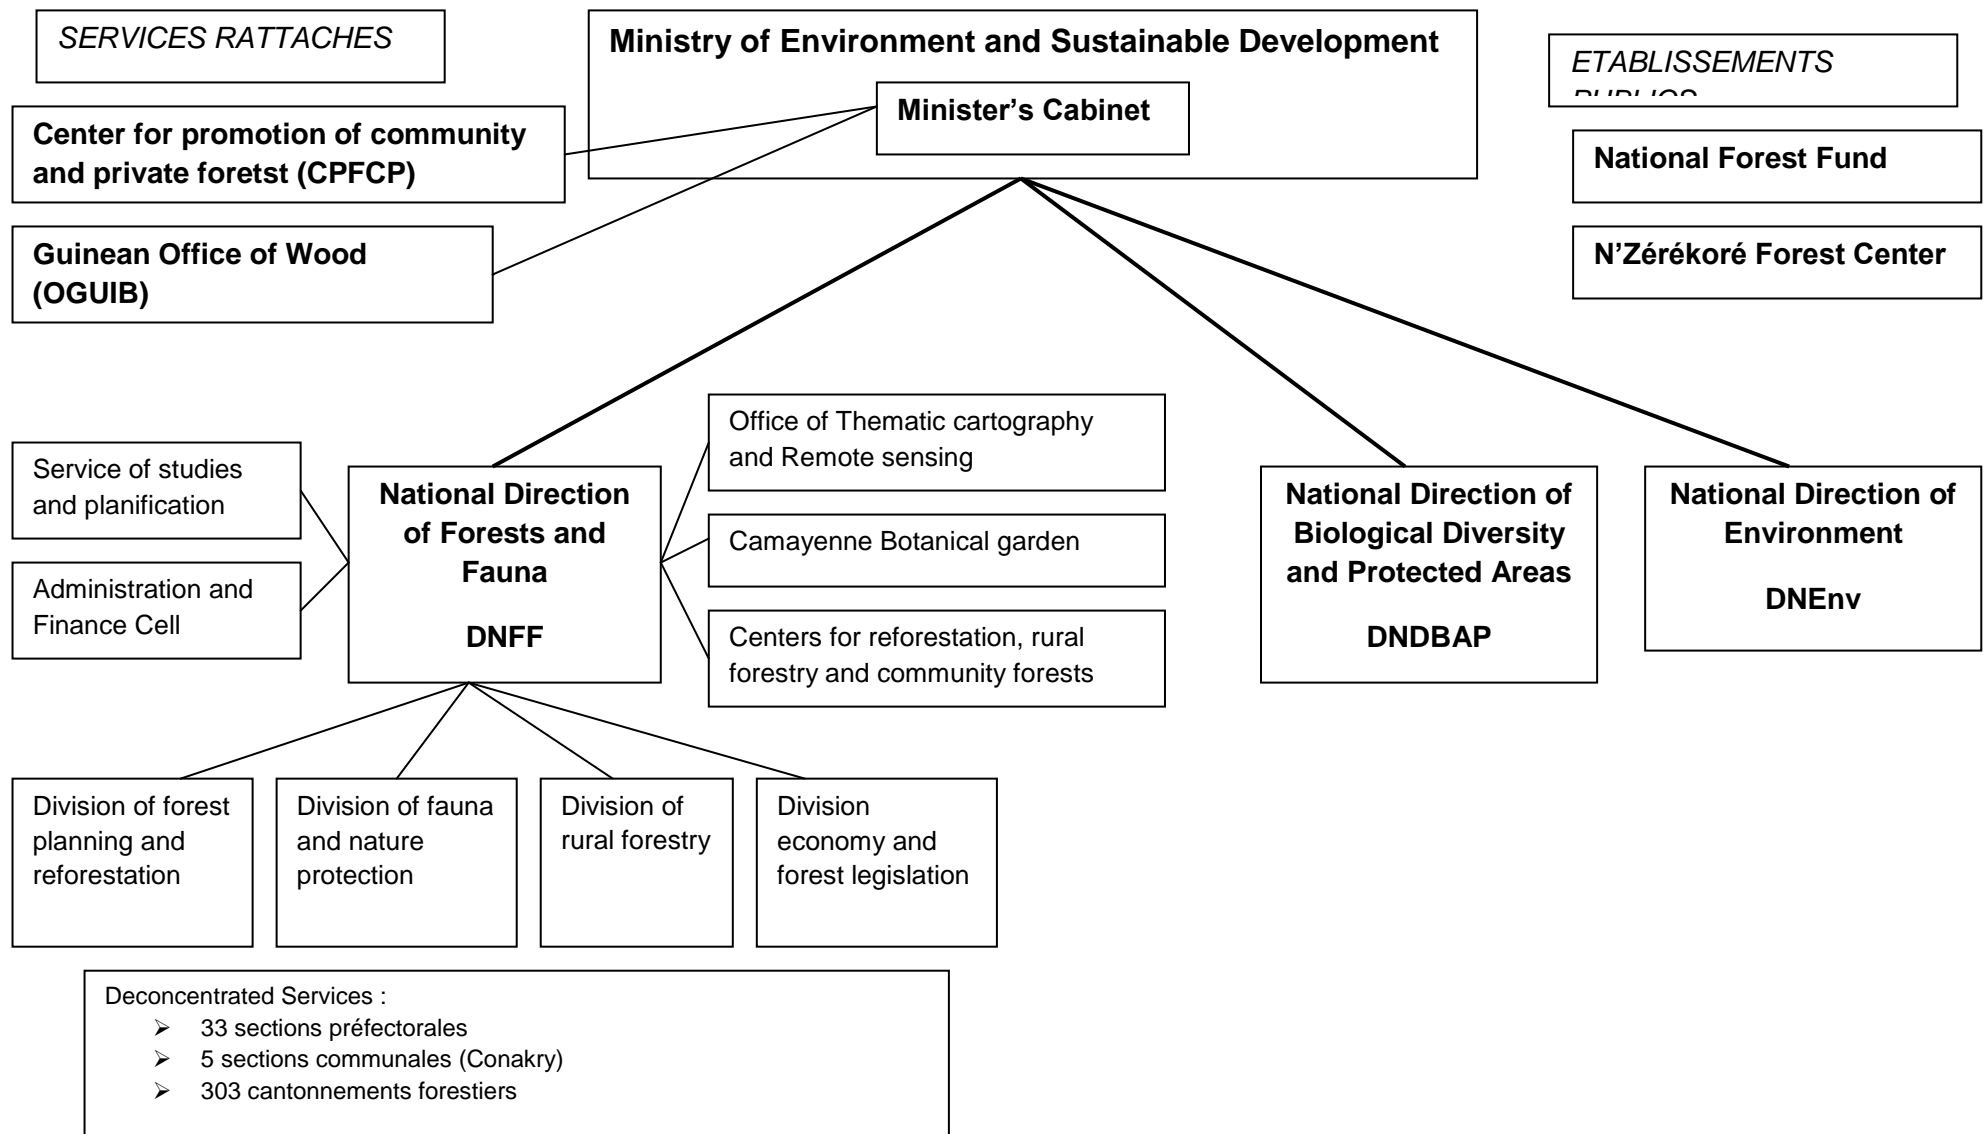 SERVICES RATTACHES
Ministry of Environment and Sustainable Development
Minister’s Cabinet
ETABLISSEMENTS
Center for promotion of community
and private foretst (CPFCP)
National Forest Fund
Guinean Office of Wood
(OGUIB)
N’Zérékoré Forest Center
Service of studies
and planification
Administration and
Finance Cell
National Direction
of Forests and
Fauna
DNFF
Office of Thematic cartography
and Remote sensing
Camayenne Botanical garden
Centers for reforestation, rural
forestry and community forests
National Direction of
Biological Diversity
and Protected Areas
DNDBAP
National Direction of
Environment
DNEnv
Division of forest
planning and
reforestation
Division of fauna
and nature
protection
Division of
rural forestry
Division
economy and
forest legislation
Deconcentrated Services :
➢ 33 sections préfectorales
➢ 5 sections communales (Conakry)
➢ 303 cantonnements forestiers